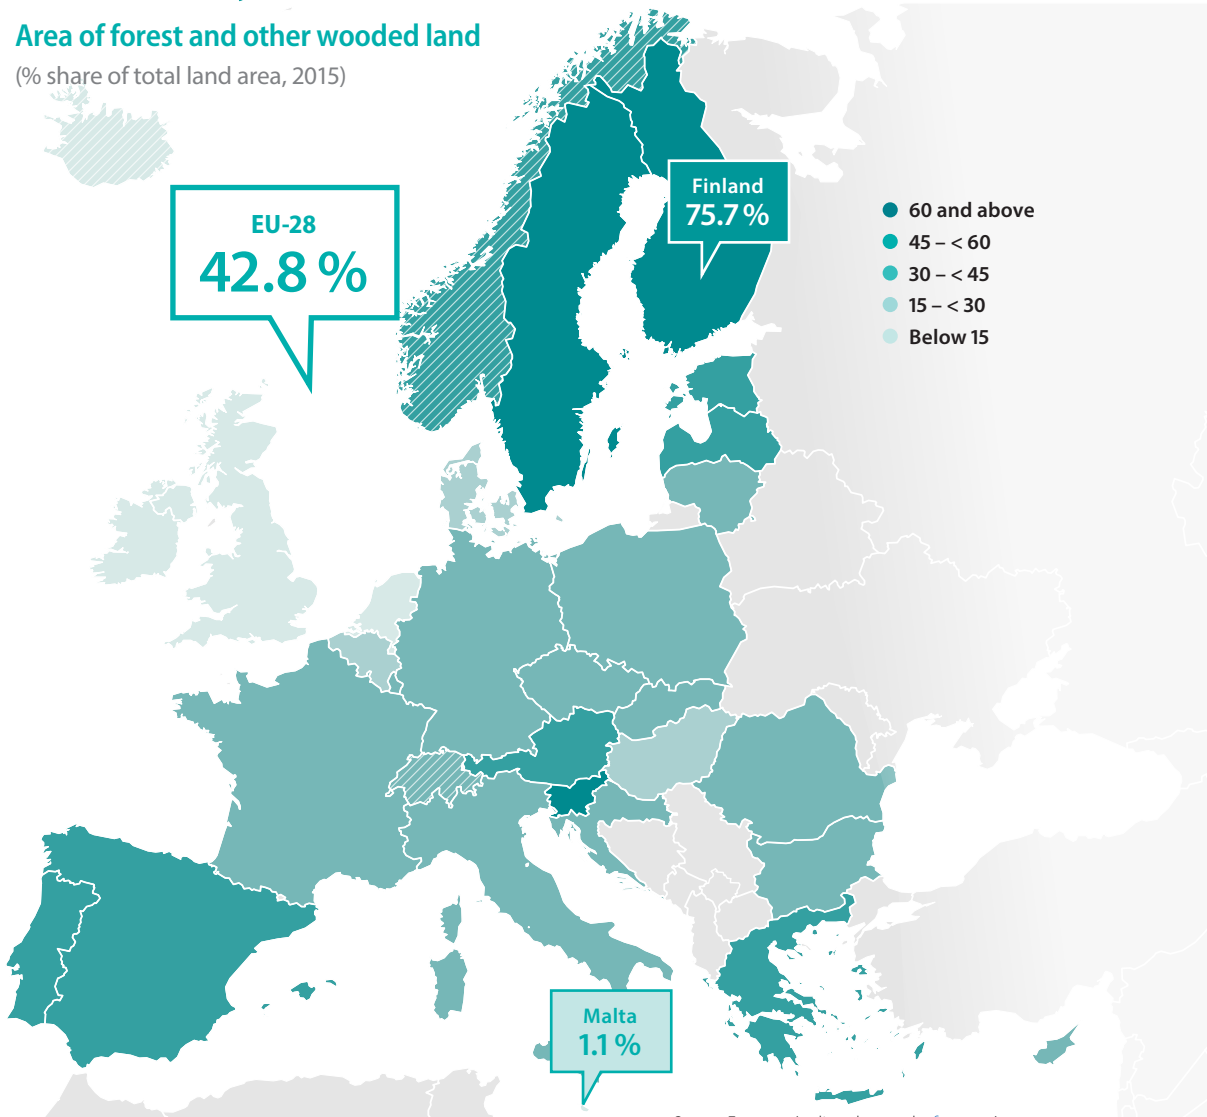 Area of forest and other wooded land
(% share of total land area, 2015)
EU-28
42.8 %
Finland
75.7 %
60 and above
45 – < 60
30 – < 45
15 – < 30
Below 15
Malta
1.1 %